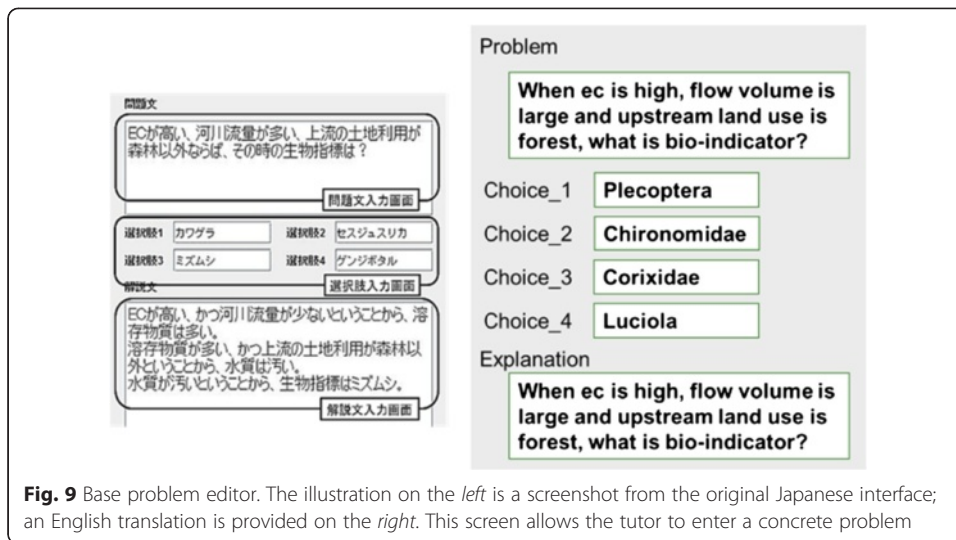 問題文
ECが高い、河川流量が多い、上流の土地利用が
森林以外ならば、その時の生物指標は？
問題文入力画面
選択肢1 カワゲラ 選択肢2 セスジュスリカ
選択肢3 ミズムシ 選択肢4 ゲンジボタル
選択肢入力画面
解説文
ECが高い、かつ河川流量が少ないということから、溶
存物質は多い。
溶存物質が多い、かつ上流の土地利用が森林以
外ということから、水質は汚い。
水質が汚いということから、生物指標はミズムシ。
解説文入力画面
Problem
When ec is high, flow volume is
large and upstream land use is
forest, what is bio-indicator?
Choice_1 Plecoptera
Choice_2 Chironomidae
Choice_3 Corixidae
Choice_4 Luciola
Explanation
When ec is high, flow volume is
large and upstream land use is
forest, what is bio-indicator?
Fig. 9 Base problem editor. The illustration on the left is a screenshot from the original Japanese interface;
an English translation is provided on the right. This screen allows the tutor to enter a concrete problem